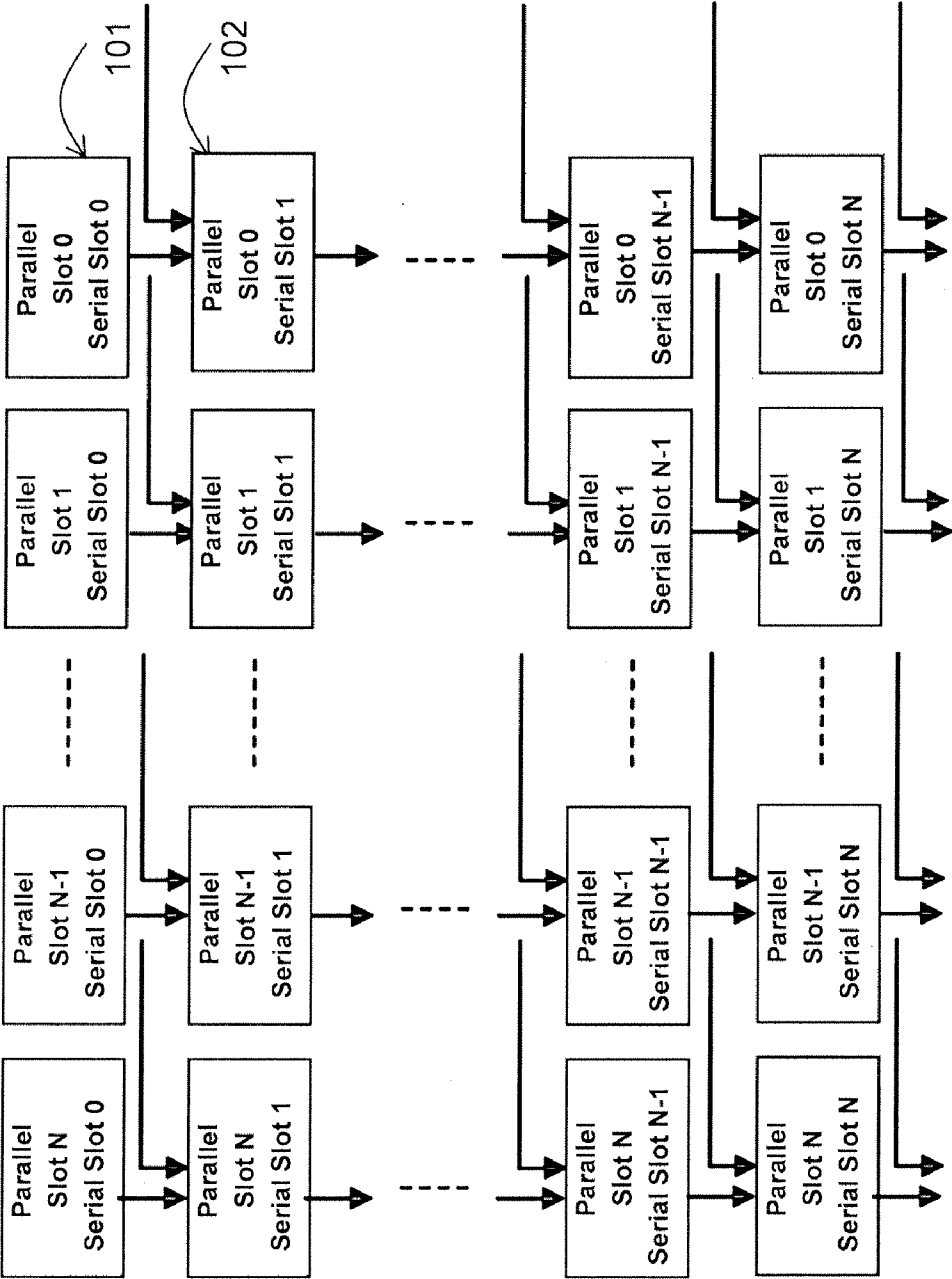 Parallel
Slot N
Serial Slot 0
Parallel
Slot N-1
Serial Slot 0
Parallel
Slot 1
Serial Slot 0
Parallel
Slot 0
Serial Slot 0
101
Parallel
Slot N
Serial Slot 1
Parallel
Slot N-1
Serial Slot 1
Parallel
Slot 1
Serial Slot 1
Parallel
Slot 0
Serial Slot 1
102
Parallel
Slot N
Serial Slot N-1
Parallel
Slot N-1
Serial Slot N-1
Parallel
Slot 1
Serial Slot N-1
Parallel
Slot 0
Serial Slot N-1
Parallel
Slot N
Serial Slot N
Parallel
Slot N-1
Serial Slot N
Parallel
Slot 1
Serial Slot N
Parallel
Slot 0
Serial Slot N